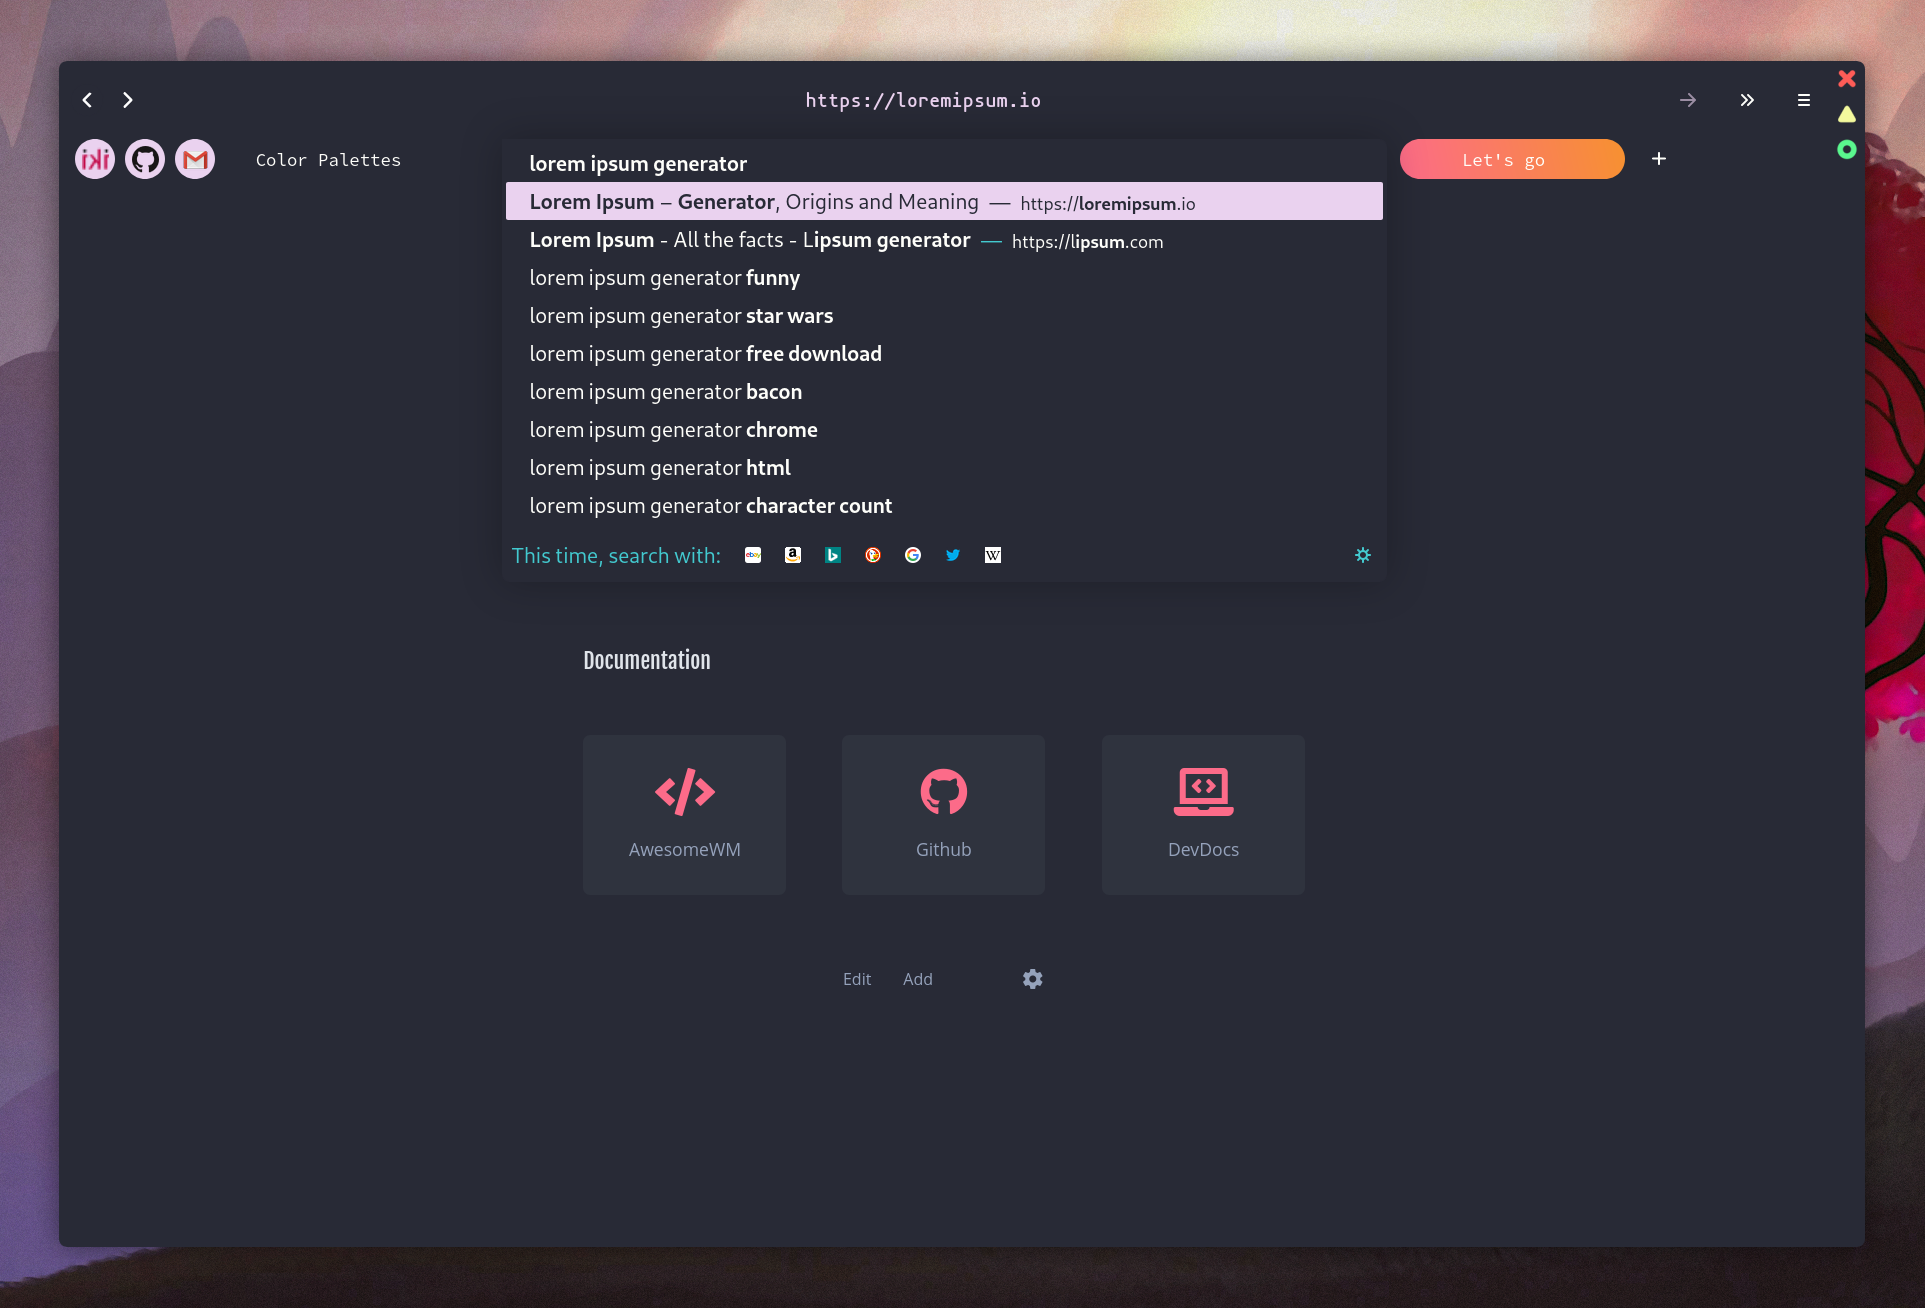 https://loremipsum.io
Color Palettes
Let's go
lorem ipsum generator
Lorem Ipsum – Generator, Origins and Meaning — https://loremipsum.io
Lorem Ipsum - All the facts - Lipsum generator — https://lipsum.com
lorem ipsum generator funny
lorem ipsum generator star wars
lorem ipsum generator free download
lorem ipsum generator bacon
lorem ipsum generator chrome
lorem ipsum generator html
lorem ipsum generator character count
This time, search with:
Documentation
AwesomeWM
Github
DevDocs
Edit
Add